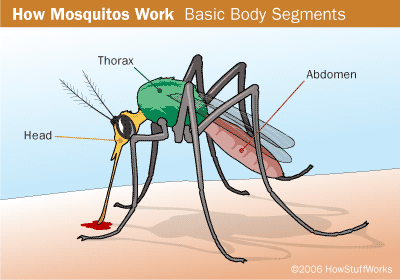 How Mosquitos Work Basic Body Segments
Thorax
Abdomen
Head
©2006 HowStuffWorks